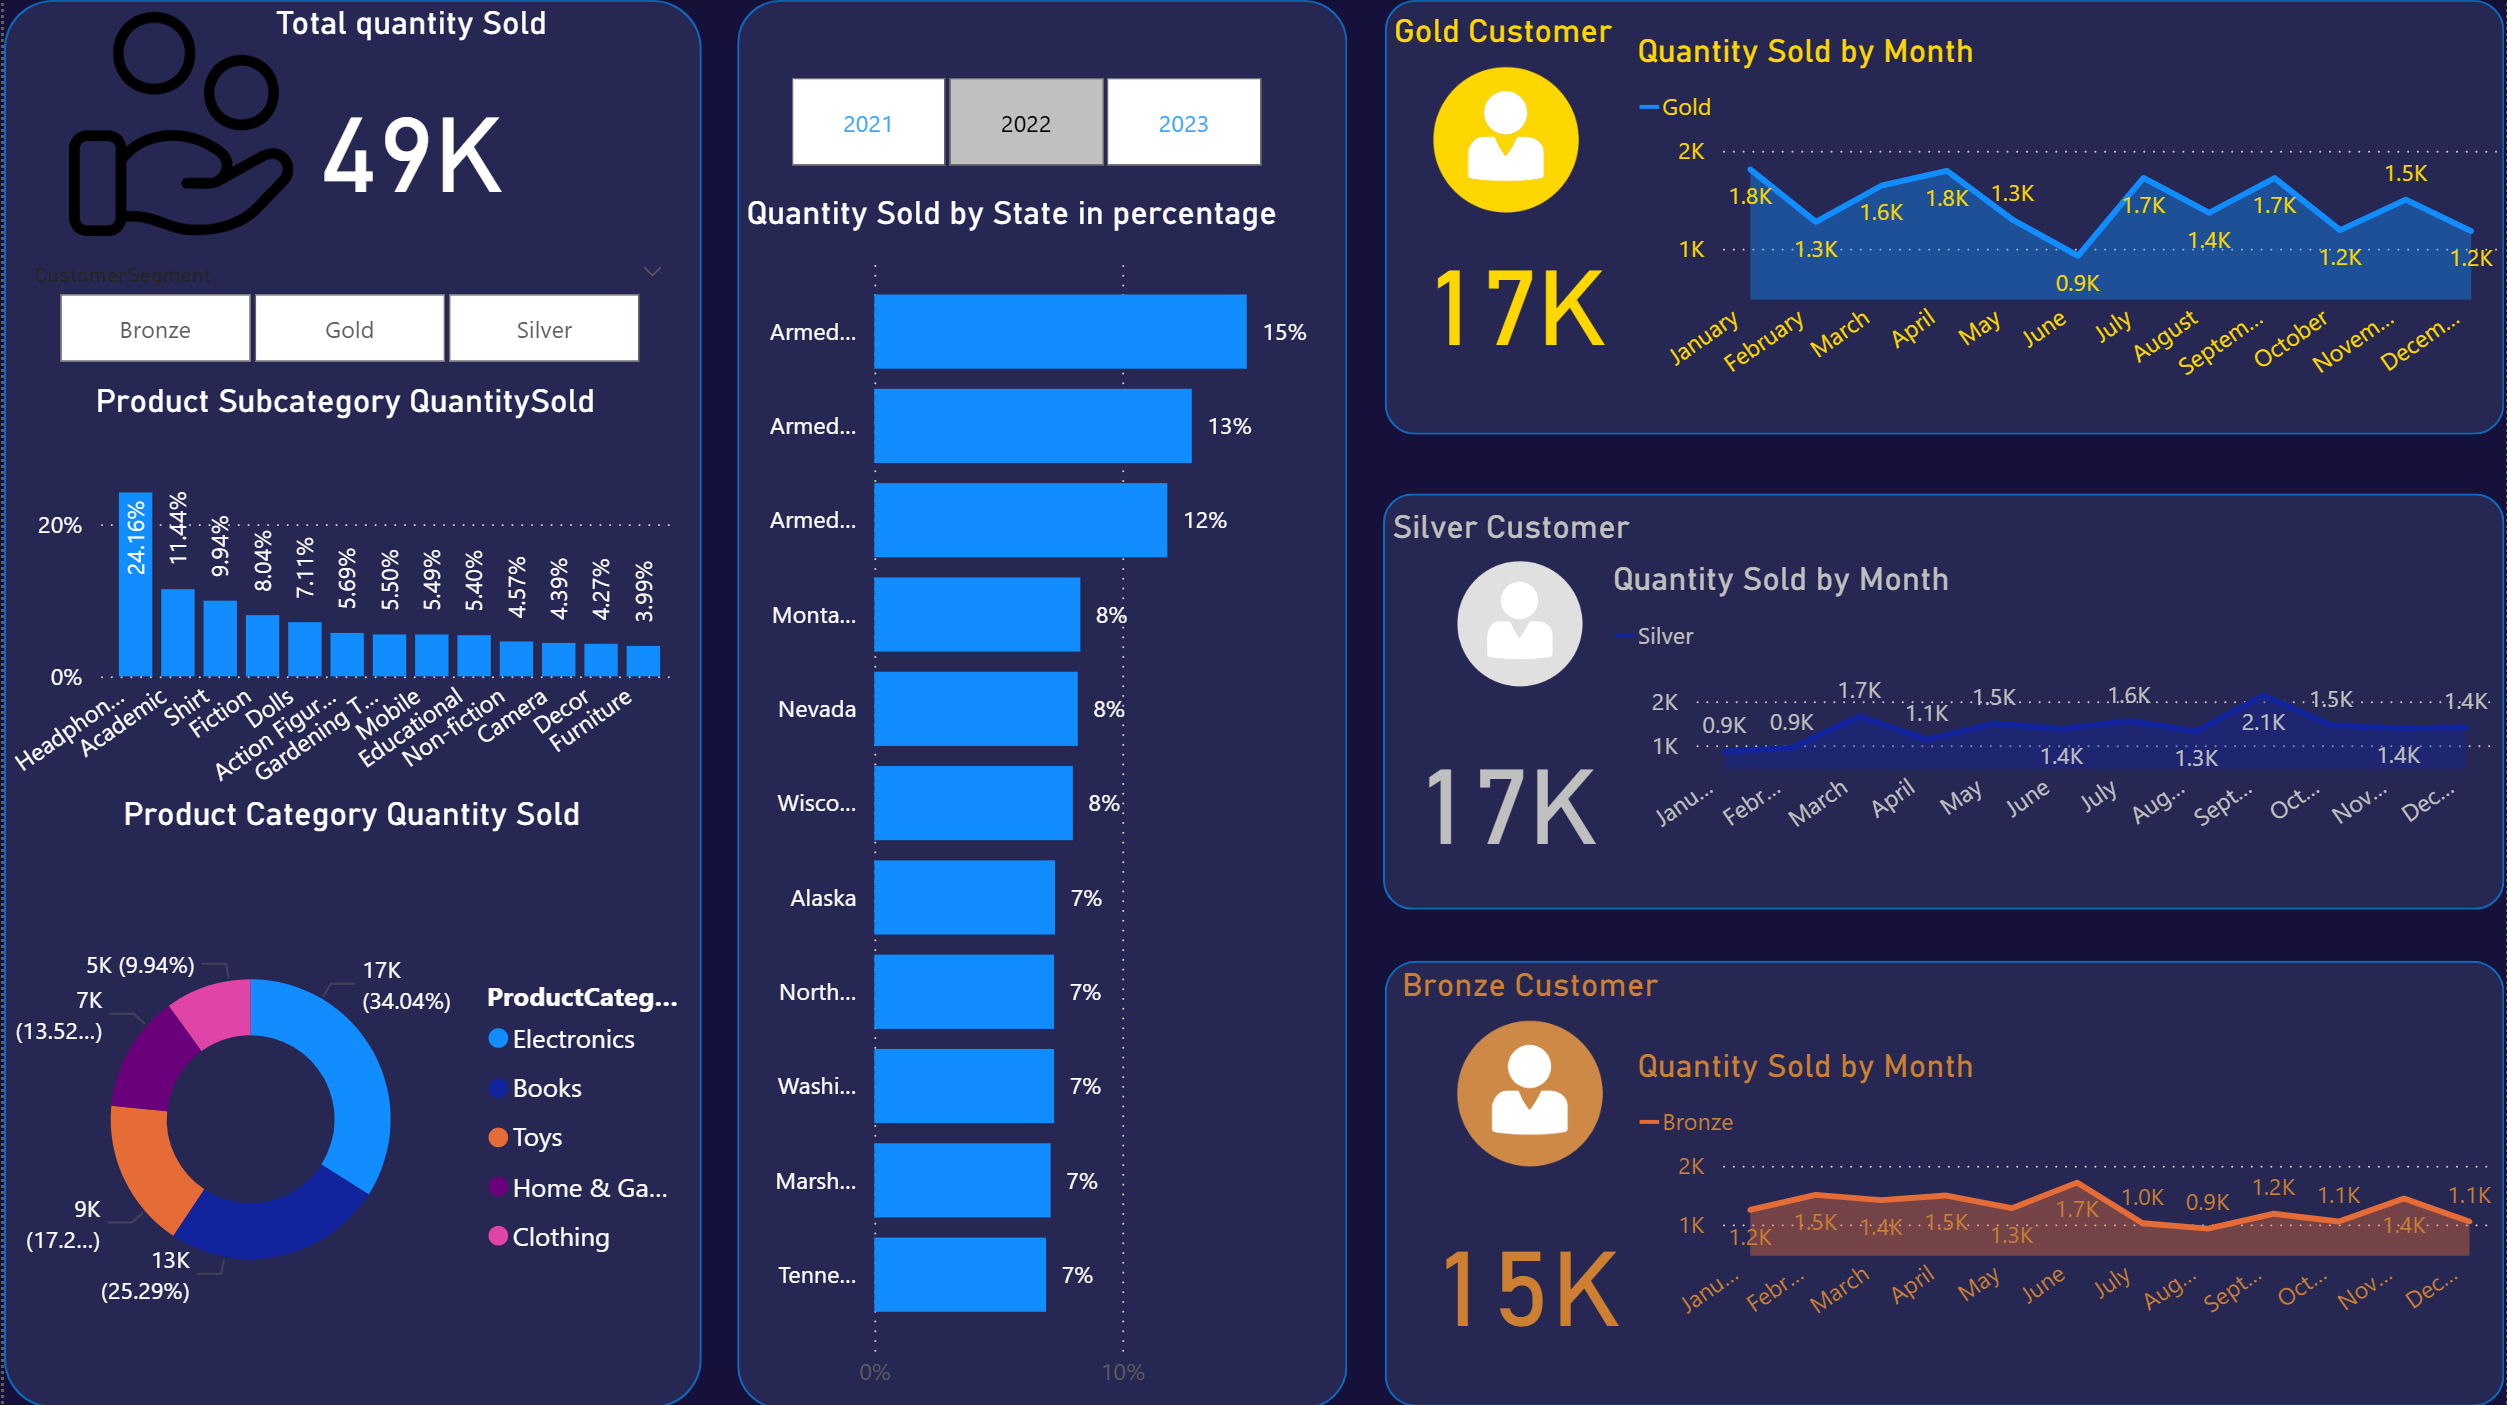 Total quantity Sold
49K
CustomerSegment
Bronze
Gold
Silver
Product Subcategory QuantitySold
20%
0%
24.16%
11.44%
9.94%
8.04%
7.11%
5.69%
5.50%
5.49%
5.40%
4.57%
4.39%
4.27%
3.99%
Headphon...
Academic
Shirt
Fiction
Dolls
Action Figur...
Gardening T...
Mobile
Educational
Non-fiction
Camera
Decor
Furniture
Product Category Quantity Sold
5K (9.94%)
17K
(34.04%)
7K
(13.52...)
9K
(17.2...)
13K
(25.29%)
ProductCateg...
Electronics
Books
Toys
Home & Ga...
Clothing
2021
2022
2023
Quantity Sold by State in percentage
Armed...
15%
Armed...
13%
Armed...
12%
Monta...
8%
Nevada
8%
Wisco...
8%
Alaska
7%
North...
7%
Washi...
7%
Marsh...
7%
Tenne...
7%
0%
10%
Gold Customer
17K
Quantity Sold by Month
Gold
2K
1K
1.8K
1.3K
1.6K
1.8K
1.3K
0.9K
1.7K
1.4K
1.7K
1.2K
1.5K
1.2K
January
February
March
April
May
June
July
August
Septem...
October
Novem...
Decem...
Silver Customer
17K
Quantity Sold by Month
Silver
2K
1K
0.9K
0.9K
1.7K
1.1K
1.5K
1.4K
1.6K
1.3K
2.1K
1.5K
1.4K
1.4K
Janu...
Febr...
March
April
May
June
July
Aug...
Sept...
Oct...
Nov...
Dec...
Bronze Customer
15K
Quantity Sold by Month
Bronze
2K
1K
1.2K
1.5K
1.4K
1.5K
1.3K
1.7K
1.0K
0.9K
1.2K
1.1K
1.4K
1.1K
Janu...
Febr...
March
April
May
June
July
Aug...
Sept...
Oct...
Nov...
Dec...